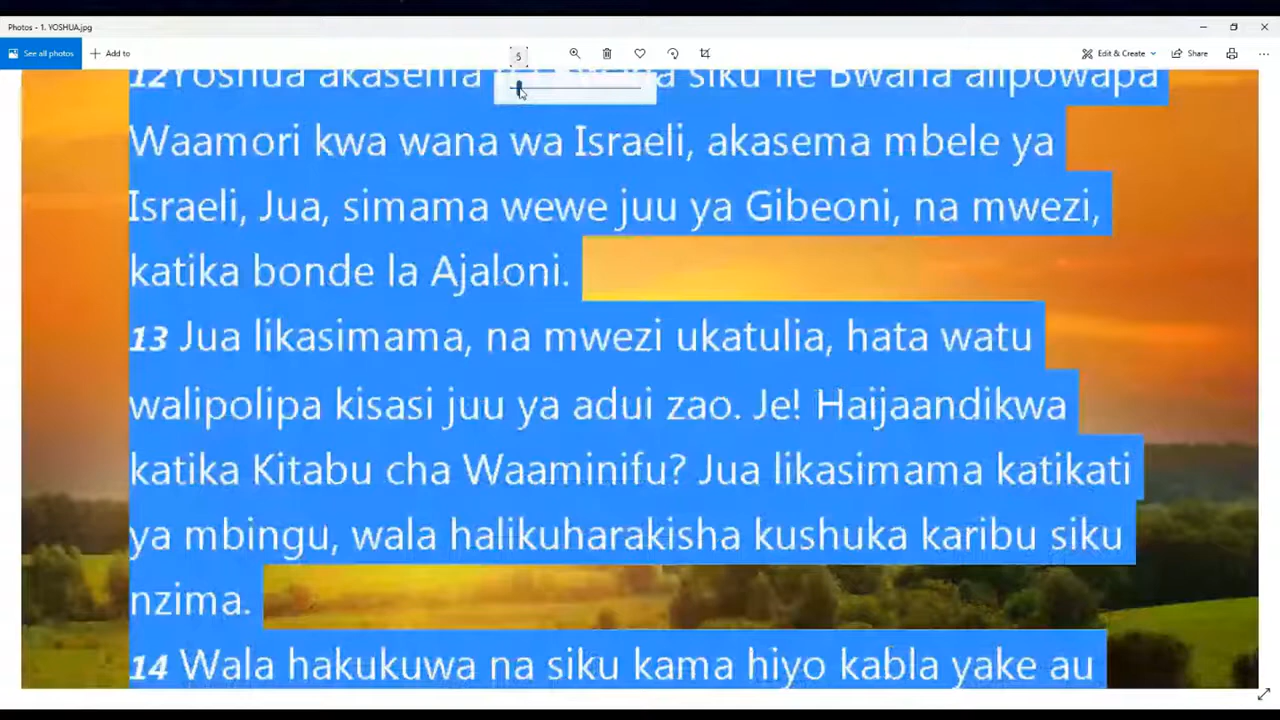 Photos - 1. YOSHUA.jpg
See all photos
Add to
5
Edit & Create
Share
12Yoshua akasema siku ile Bwana alipowapa
Waamori kwa wana wa Israeli, akasema mbele ya
Israeli, Jua, simama wewe juu ya Gibeoni, na mwezi,
katika bonde la Ajaloni.
13 Jua likasimama, na mwezi ukatulia, hata watu
walipolipa kisasi juu ya adui zao. Je! Haijaandikwa
katika Kitabu cha Waaminifu? Jua likasimama katikati
ya mbingu, wala halikuharakisha kushuka karibu siku
nzima.
14 Wala hakukuwa na siku kama hiyo kabla yake au